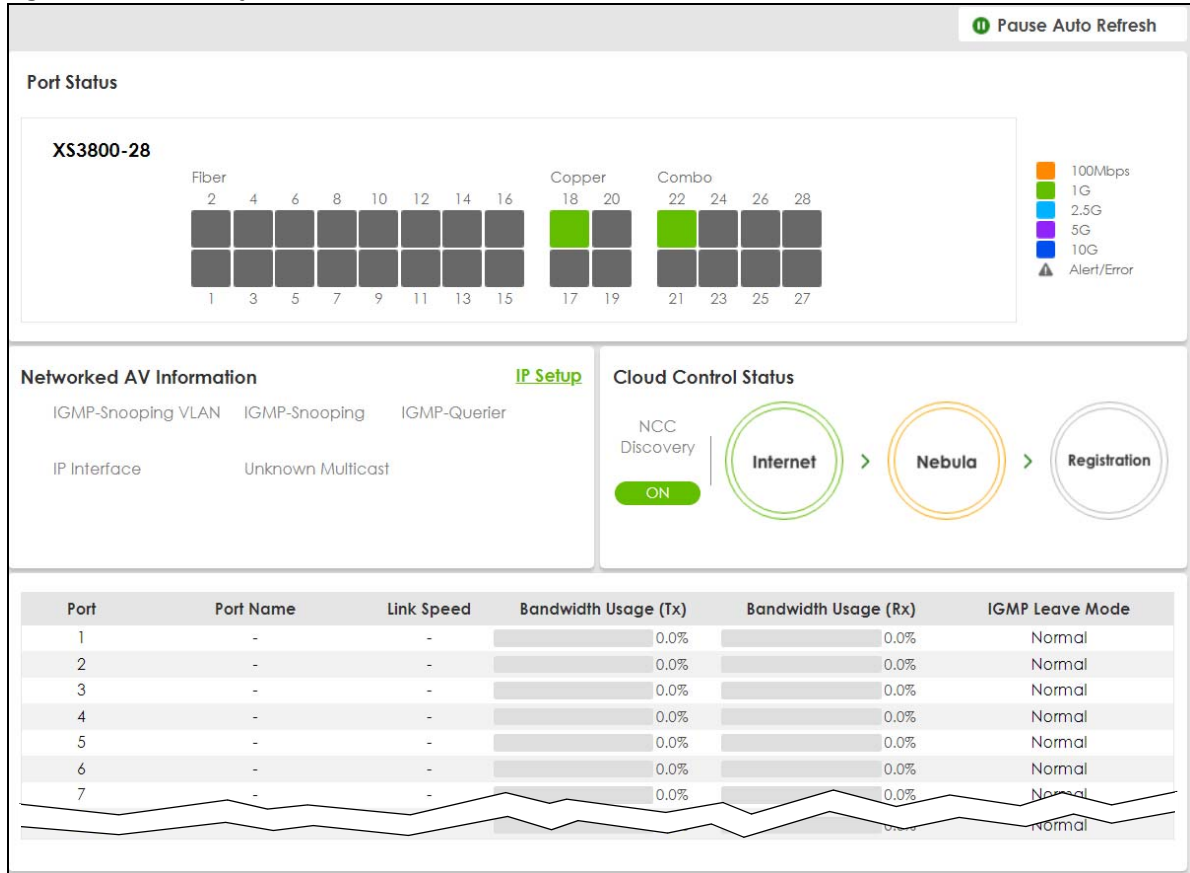 Pause Auto Refresh
Port Status
XS3800-28
Fiber Copper Combo
2 4 6 8 10 12 14 16 18 20 22 24 26 28
1 3 5 7 9 11 13 15 17 19 21 23 25 27
100Mbps
1G
2.5G
5G
10G
Alert/Error
Networked AV Information IP Setup
IGMP-Snooping VLAN IGMP-Snooping IGMP-Querier
IP Interface Unknown Multicast
Cloud Control Status
NCC
Discovery
ON
Internet > Nebula > Registration
Port Port Name Link Speed Bandwidth Usage (Tx) Bandwidth Usage (Rx) IGMP Leave Mode
1 - - 0.0% 0.0% Normal
2 - - 0.0% 0.0% Normal
3 - - 0.0% 0.0% Normal
4 - - 0.0% 0.0% Normal
5 - - 0.0% 0.0% Normal
6 - - 0.0% 0.0% Normal
7 - - 0.0% 0.0% Normal
Normal